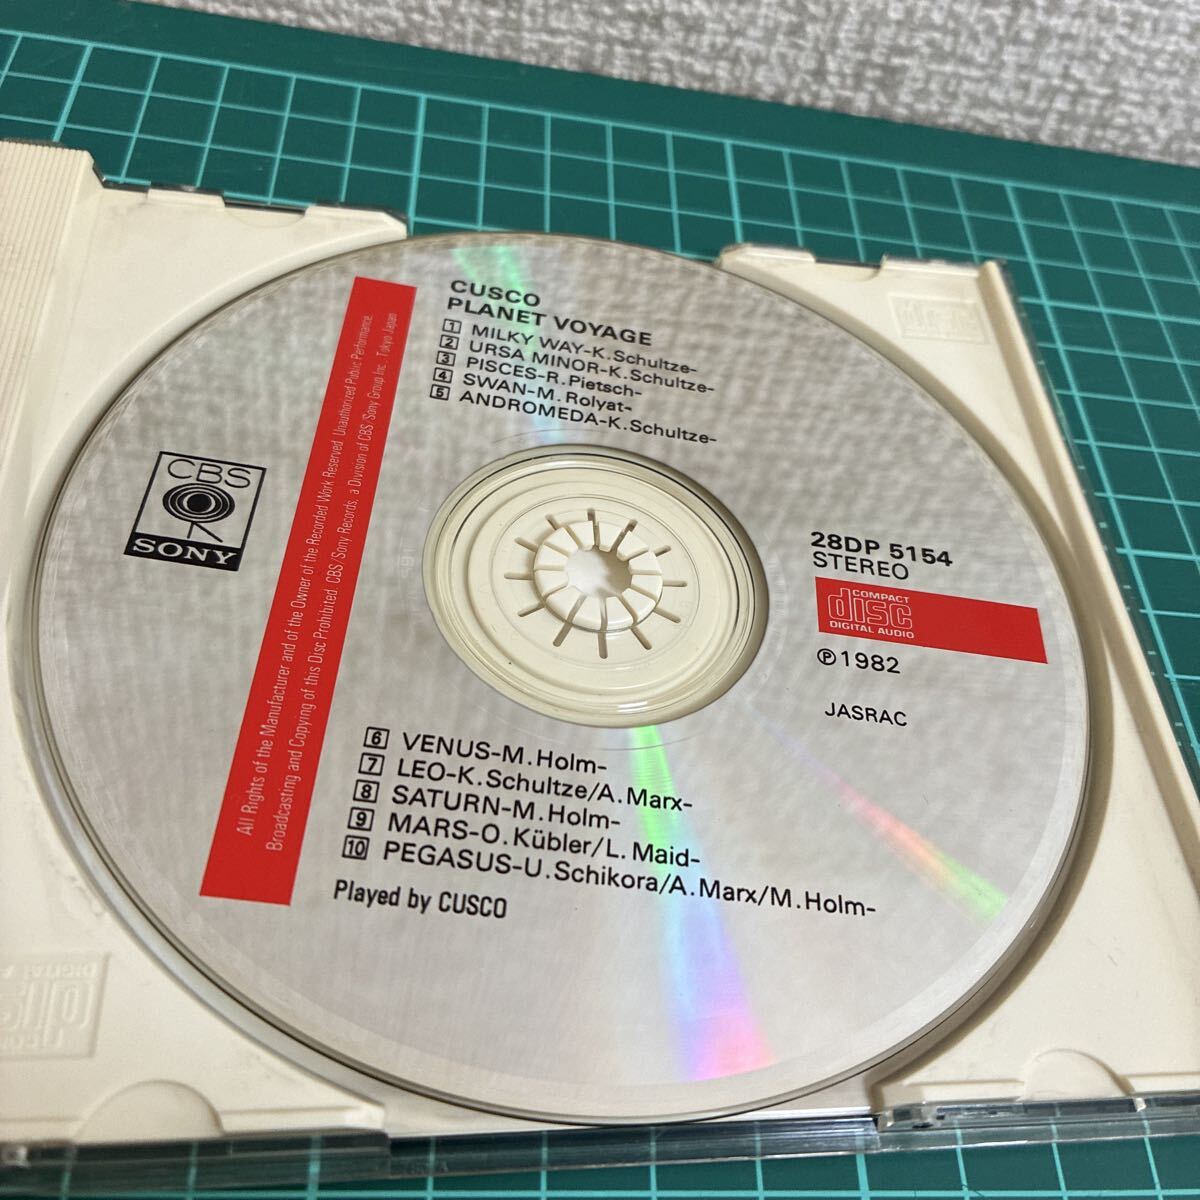 CUSCO
PLANET VOYAGE
1 MILKY WAY-K.Schultze-
2 URSA MINOR-K.Schultze-
3 PISCES-R.Pietsch-
4 SWAN-M.Rolyat-
5 ANDROMEDA-K.Schultze-
All Rights of the Manufacturer and of the Owner of the Recorded Work Reserved. Unauthorized Public Performance.
Broadcasting and Copying of this Disc Prohibited. CBS/Sony Records, a Division of CBS/Sony Group Inc. · Tokyo Japan
CBS
SONY
28DP 5154
STEREO
COMPACT
disc
DIGITAL AUDIO
Ⓟ1982
JASRAC
6 VENUS-M.Holm-
7 LEO-K.Schultze/A.Marx-
8 SATURN-M.Holm-
9 MARS-O.Kübler/L.Maid-
10 PEGASUS-U.Schikora/A.Marx/M.Holm-
Played by CUSCO